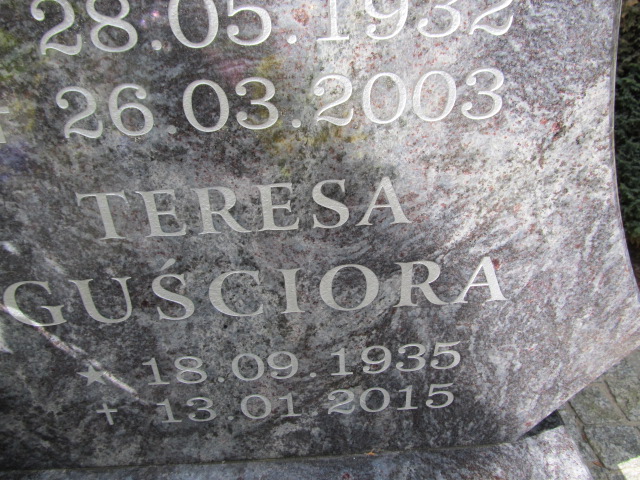 28.05.1932
26.03.2003
TERESA
GUŚCIORA
★ 18.09.1935
✝ 13.01.2015